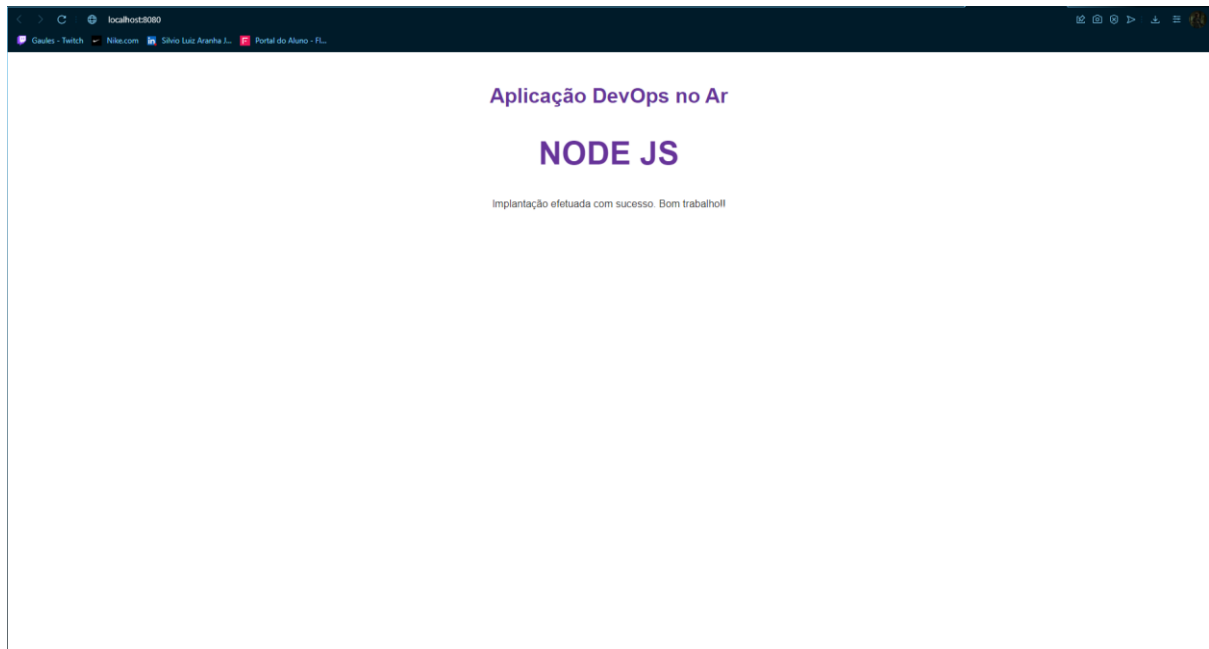 localhost:8080
Gaules - Twitch Nike.com Silvio Luiz Aranha J... Portal do Aluno - FI...
Aplicação DevOps no Ar
NODE JS
Implantação efetuada com sucesso. Bom trabalho!!